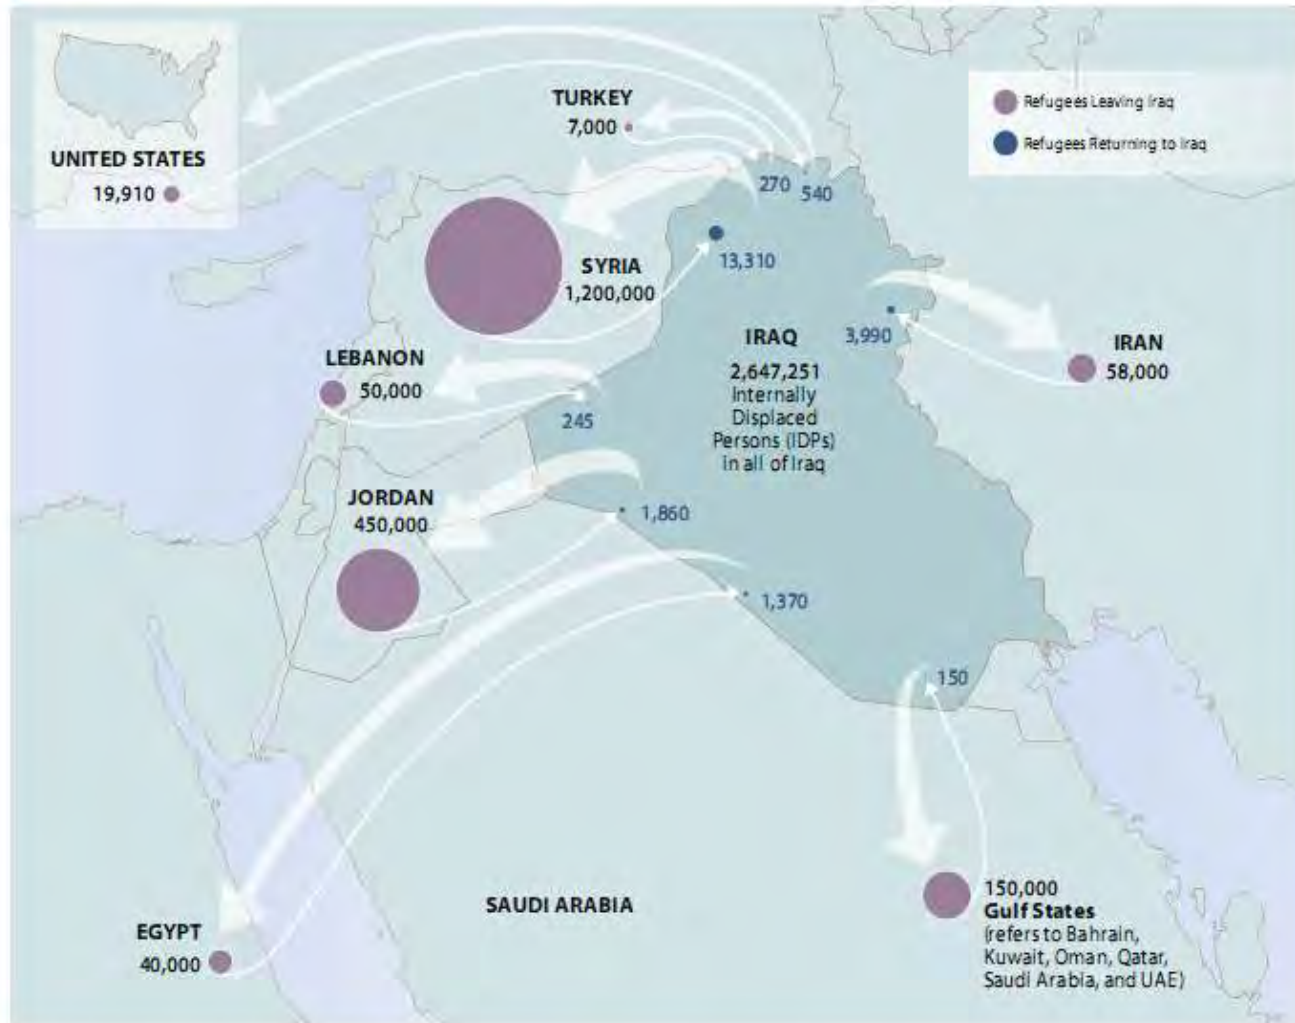 UNITED STATES
19,910
TURKEY
7,000
Refugees Leaving Iraq
Refugees Returning to Iraq
270
540
13,310
SYRIA
1,200,000
3,990
IRAN
58,000
LEBANON
50,000
245
IRAQ
2,647,251
Internally
Displaced
Persons (IDPs)
in all of Iraq
JORDAN
450,000
1,860
1,370
150
EGYPT
40,000
SAUDI ARABIA
150,000
Gulf States
(refers to Bahrain,
Kuwait, Oman, Qatar,
Saudi Arabia, and UAE)